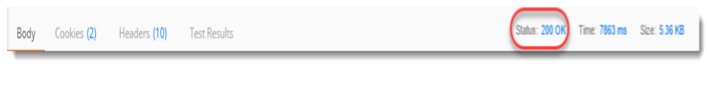 Body Cookies (2) Headers (10) Test Results Status: 200 OK Time: 7863 ms Size: 5.36 KB